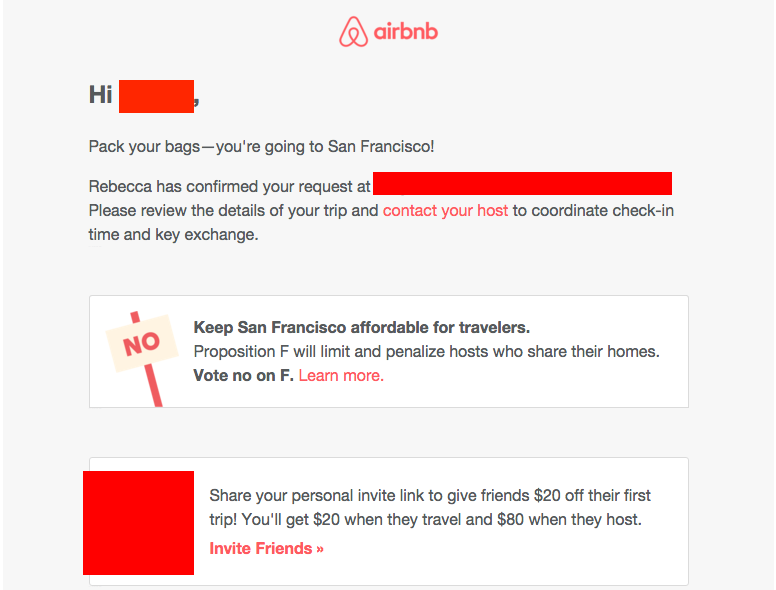 airbnb
Hi ,
Pack your bags—you're going to San Francisco!
Rebecca has confirmed your request at
Please review the details of your trip and contact your host to coordinate check-in
time and key exchange.
NO
Keep San Francisco affordable for travelers.
Proposition F will limit and penalize hosts who share their homes.
Vote no on F. Learn more.
Share your personal invite link to give friends $20 off their first
trip! You'll get $20 when they travel and $80 when they host.
Invite Friends »